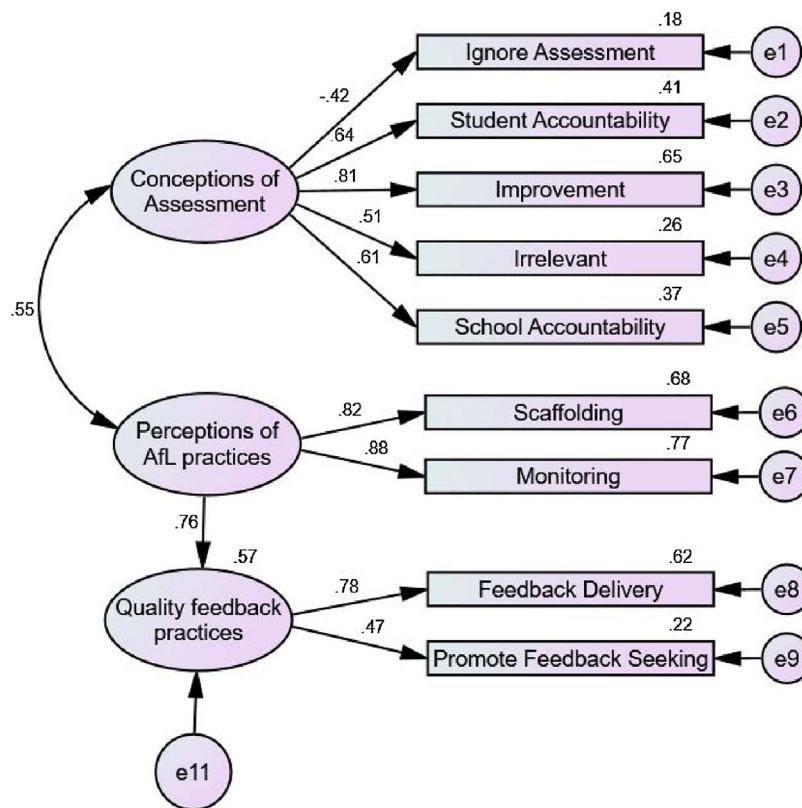 .18
Ignore Assessment
e1
-.42
.41
Student Accountability
e2
.64
Conceptions of
Assessment
.81
.65
Improvement
e3
.51
.26
Irrelevant
e4
.61
.37
School Accountability
e5
.55
.68
Scaffolding
e6
.82
Perceptions of
AfL practices
.88
.77
Monitoring
e7
.76
.57
.62
Feedback Delivery
e8
.78
Quality feedback
practices
.47
.22
Promote Feedback Seeking
e9
e11